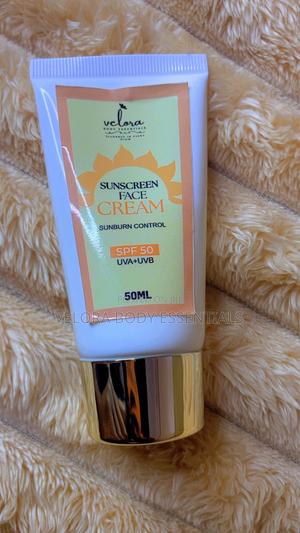 velora
BODY ESSENTIALS
SUNSCREEN
FACE
CREAM
SUNBURN CONTROL
SPF 50
UVA+UVB
50ML
VELORA BODY ESSENTIALS